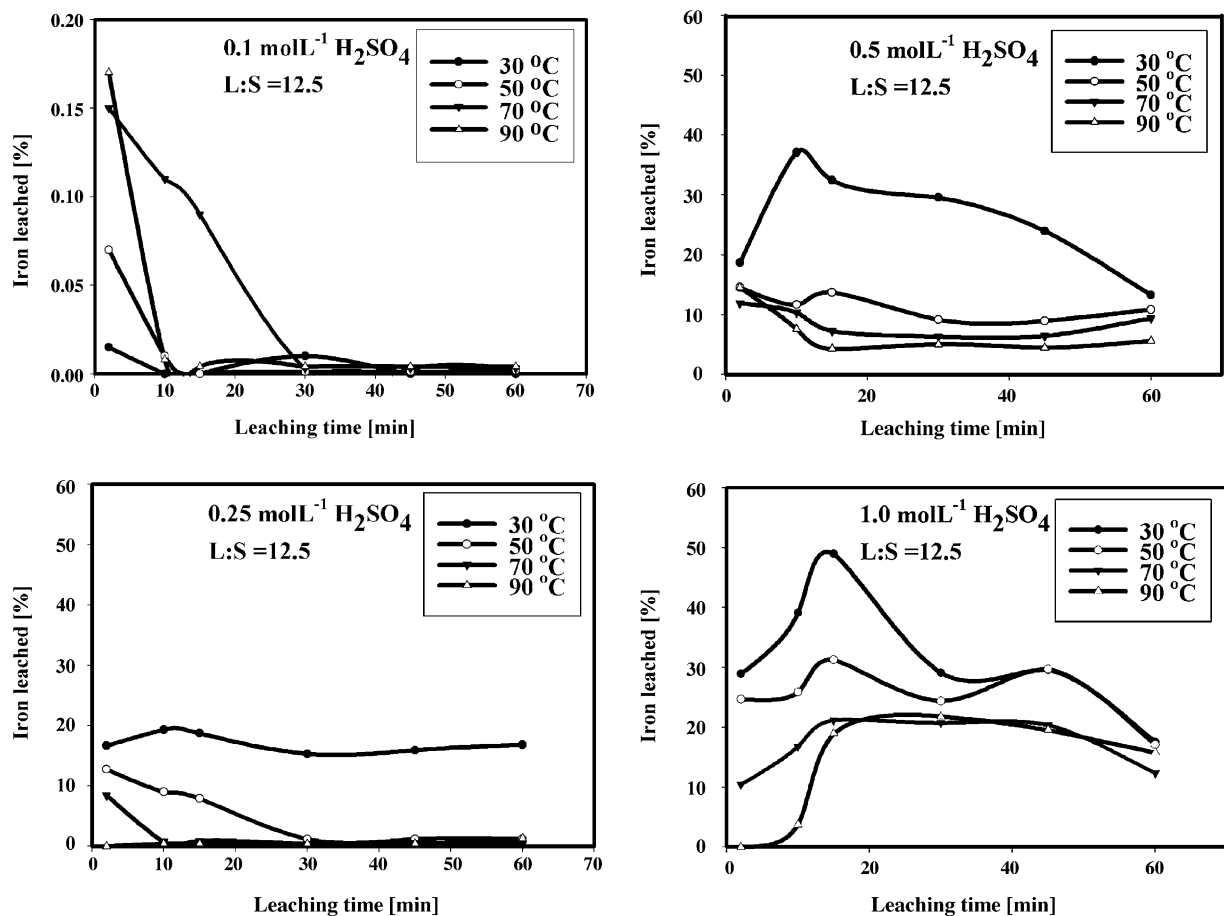 0.1 molL⁻¹ H₂SO₄
L:S =12.5
30 °C
50 °C
70 °C
90 °C
0.20
0.15
0.10
0.05
0.00
Iron leached [%]
0 10 20 30 40 50 60 70
Leaching time [min]
0.5 molL⁻¹ H₂SO₄
L:S =12.5
30 °C
50 °C
70 °C
90 °C
60
50
40
30
20
10
0
Iron leached [%]
0 20 40 60
Leaching time [min]
0.25 molL⁻¹ H₂SO₄
L:S =12.5
30 °C
50 °C
70 °C
90 °C
60
50
40
30
20
10
0
Iron leached [%]
0 10 20 30 40 50 60 70
Leaching time [min]
1.0 molL⁻¹ H₂SO₄
L:S =12.5
30 °C
50 °C
70 °C
90 °C
60
50
40
30
20
10
0
Iron leached [%]
0 20 40 60
Leaching time [min]